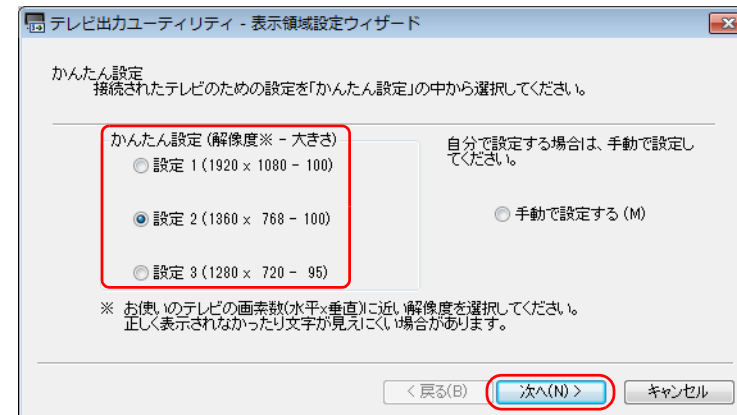 テレビ出力ユーティリティ - 表示領域設定ウィザード
かんたん設定
接続されたテレビのための設定を「かんたん設定」の中から選択してください。
かんたん設定 (解像度※ - 大きさ)
設定 1 (1920 x 1080 - 100)
設定 2 (1360 x 768 - 100)
設定 3 (1280 x 720 - 95)
自分で設定する場合は、手動で設定し
てください。
手動で設定する (M)
※ お使いのテレビの画素数(水平×垂直)に近い解像度を選択してください。
正しく表示されなかったり文字が見えにくい場合があります。
< 戻る(B)
次へ(N) >
キャンセル